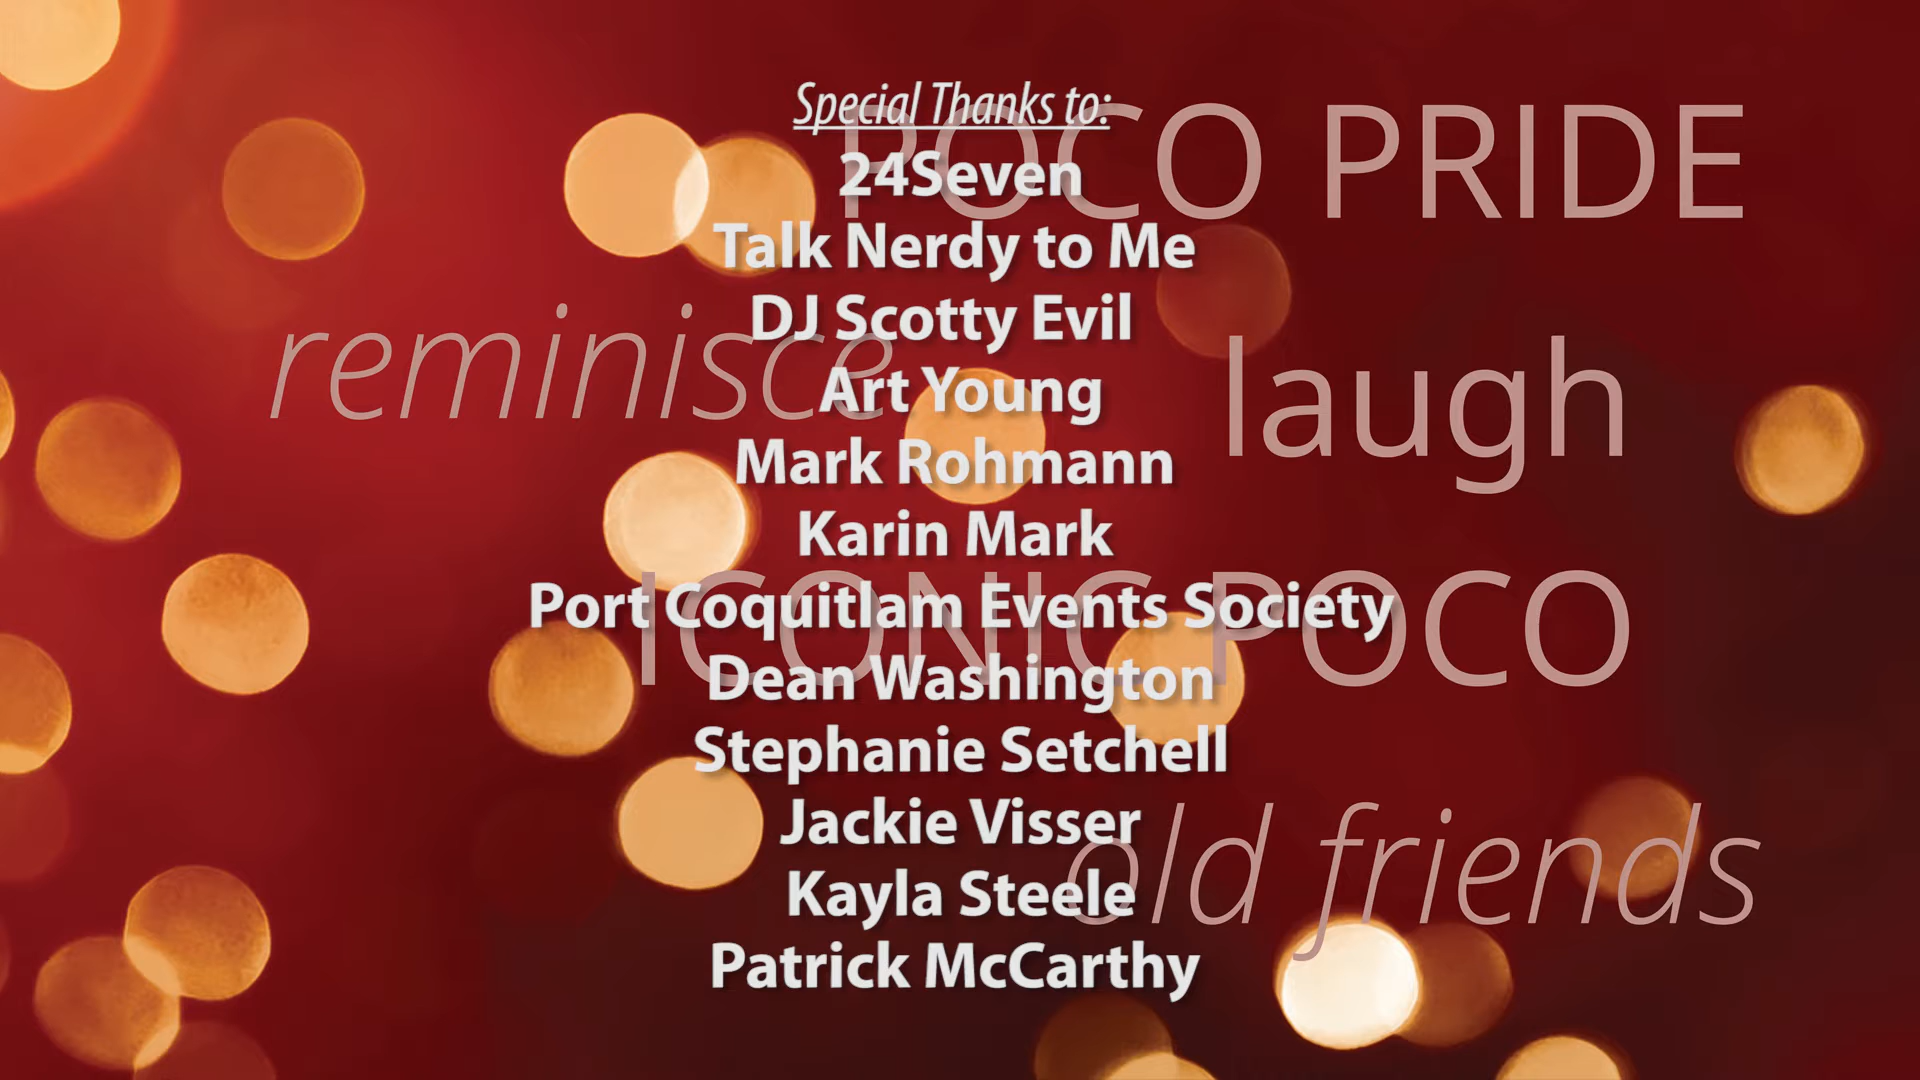 Special Thanks to:
POCO PRIDE
24Seven
Talk Nerdy to Me
DJ Scotty Evil
reminisce
laugh
Art Young
Mark Rohmann
Karin Mark
Port Coquitlam Events Society
ICONIC POCO
Dean Washington
Stephanie Setchell
Jackie Visser
old friends
Kayla Steele
Patrick McCarthy